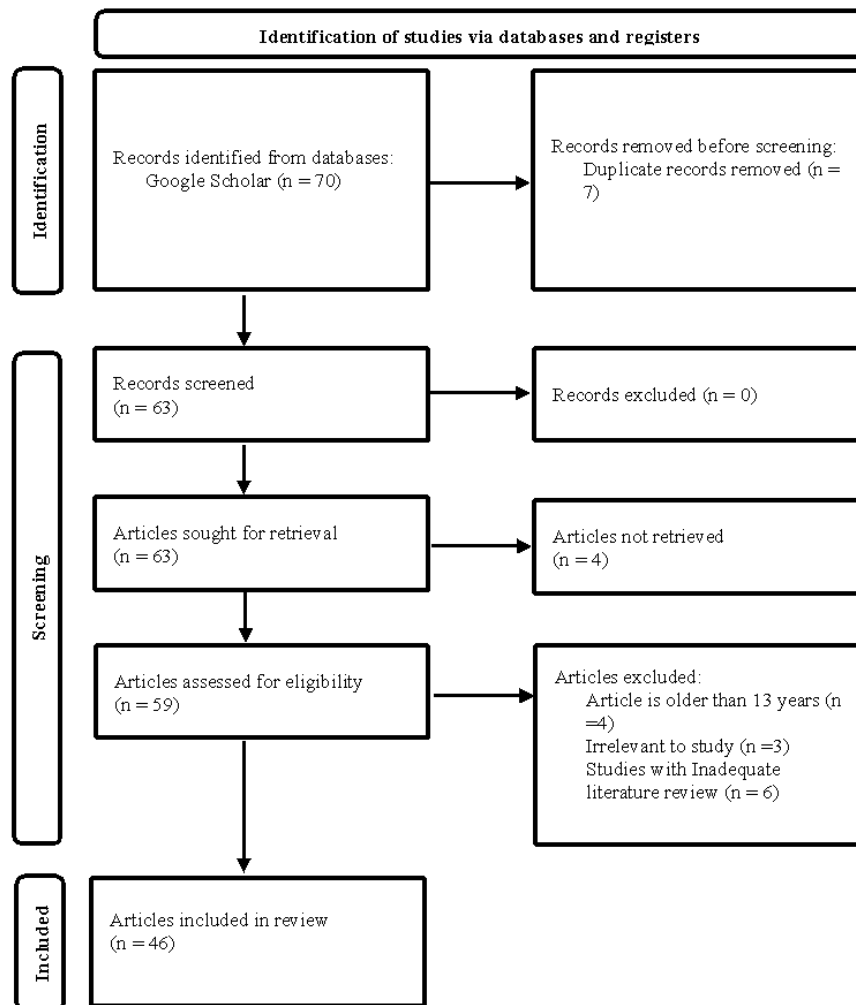 Identification of studies via databases and registers
Identification
Records identified from databases:
Google Scholar (n = 70)
Records removed before screening:
Duplicate records removed (n =
7)
Screening
Records screened
(n = 63)
Records excluded (n = 0)
Articles sought for retrieval
(n = 63)
Articles not retrieved
(n = 4)
Articles assessed for eligibility
(n = 59)
Articles excluded:
Article is older than 13 years (n
=4)
Irrelevant to study (n =3)
Studies with Inadequate
literature review (n = 6)
Included
Articles included in review
(n = 46)